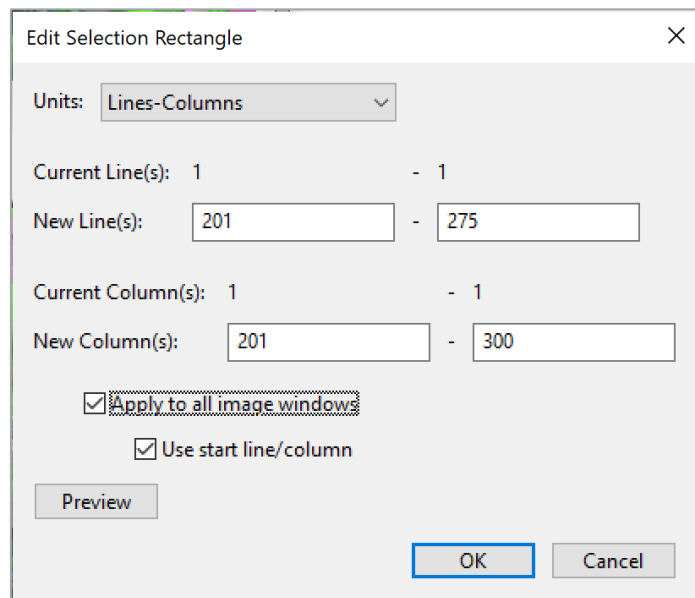 Edit Selection Rectangle
Units: Lines-Columns
Current Line(s): 1 - 1
New Line(s): 201 - 275
Current Column(s): 1 - 1
New Column(s): 201 - 300
Apply to all image windows
Use start line/column
Preview
OK Cancel